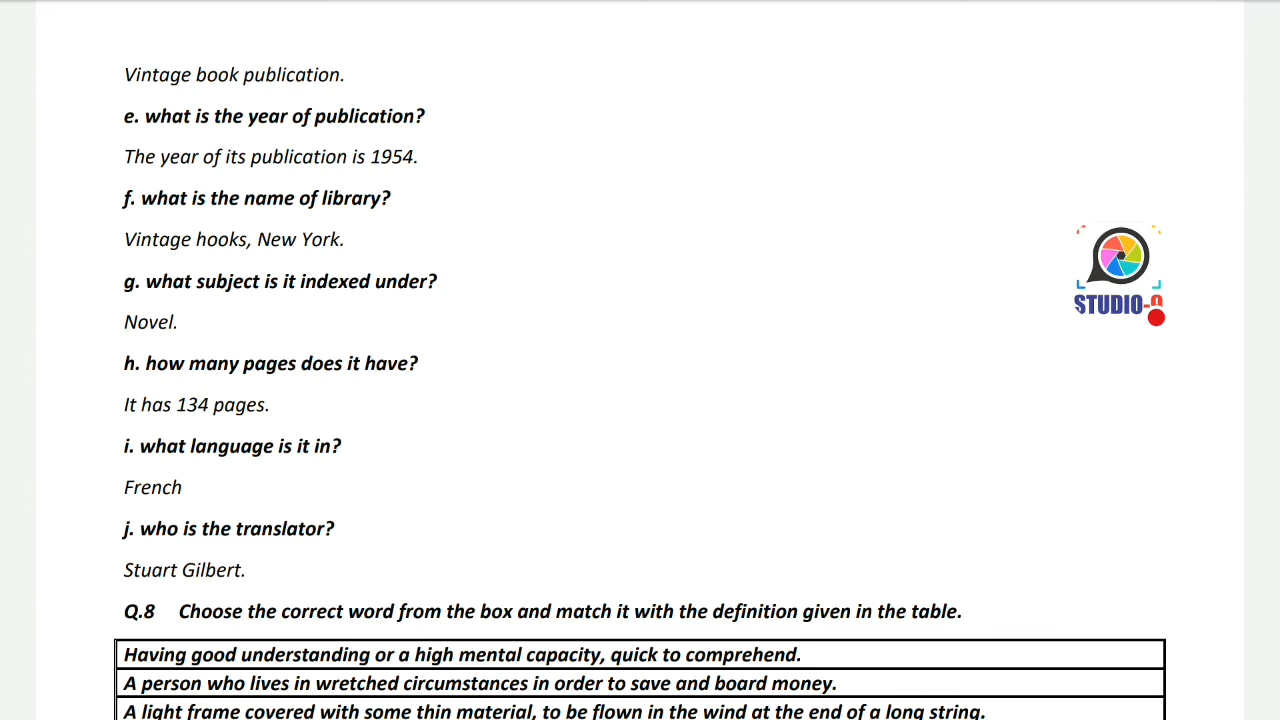 Vintage book publication.
e. what is the year of publication?
The year of its publication is 1954.
f. what is the name of library?
Vintage hooks, New York.
g. what subject is it indexed under?
Novel.
h. how many pages does it have?
It has 134 pages.
i. what language is it in?
French
j. who is the translator?
Stuart Gilbert.
Q.8 Choose the correct word from the box and match it with the definition given in the table.
Having good understanding or a high mental capacity, quick to comprehend.
A person who lives in wretched circumstances in order to save and board money.
A light frame covered with some thin material, to be flown in the wind at the end of a long string.
STUDIO-